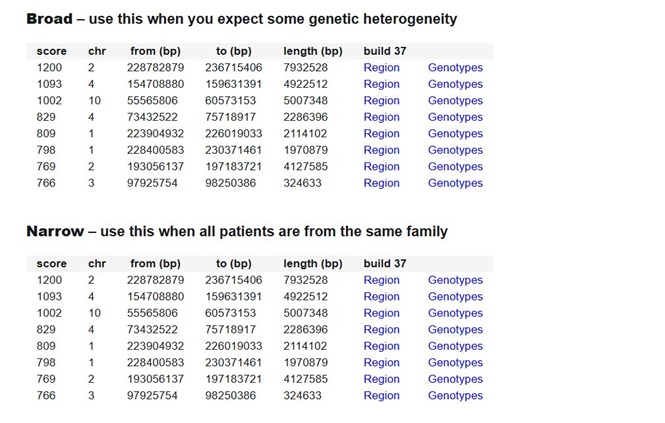 Broad – use this when you expect some genetic heterogeneity
score chr from (bp) to (bp) length (bp) build 37
1200 2 228782879 236715406 7932528 Region Genotypes
1093 4 154708880 159631391 4922512 Region Genotypes
1002 10 55565806 60573153 5007348 Region Genotypes
829 4 73432522 75718917 2286396 Region Genotypes
809 1 223904932 226019033 2114102 Region Genotypes
798 1 228400583 230371461 1970879 Region Genotypes
769 2 193056137 197183721 4127585 Region Genotypes
766 3 97925754 98250386 324633 Region Genotypes
Narrow – use this when all patients are from the same family
score chr from (bp) to (bp) length (bp) build 37
1200 2 228782879 236715406 7932528 Region Genotypes
1093 4 154708880 159631391 4922512 Region Genotypes
1002 10 55565806 60573153 5007348 Region Genotypes
829 4 73432522 75718917 2286396 Region Genotypes
809 1 223904932 226019033 2114102 Region Genotypes
798 1 228400583 230371461 1970879 Region Genotypes
769 2 193056137 197183721 4127585 Region Genotypes
766 3 97925754 98250386 324633 Region Genotypes